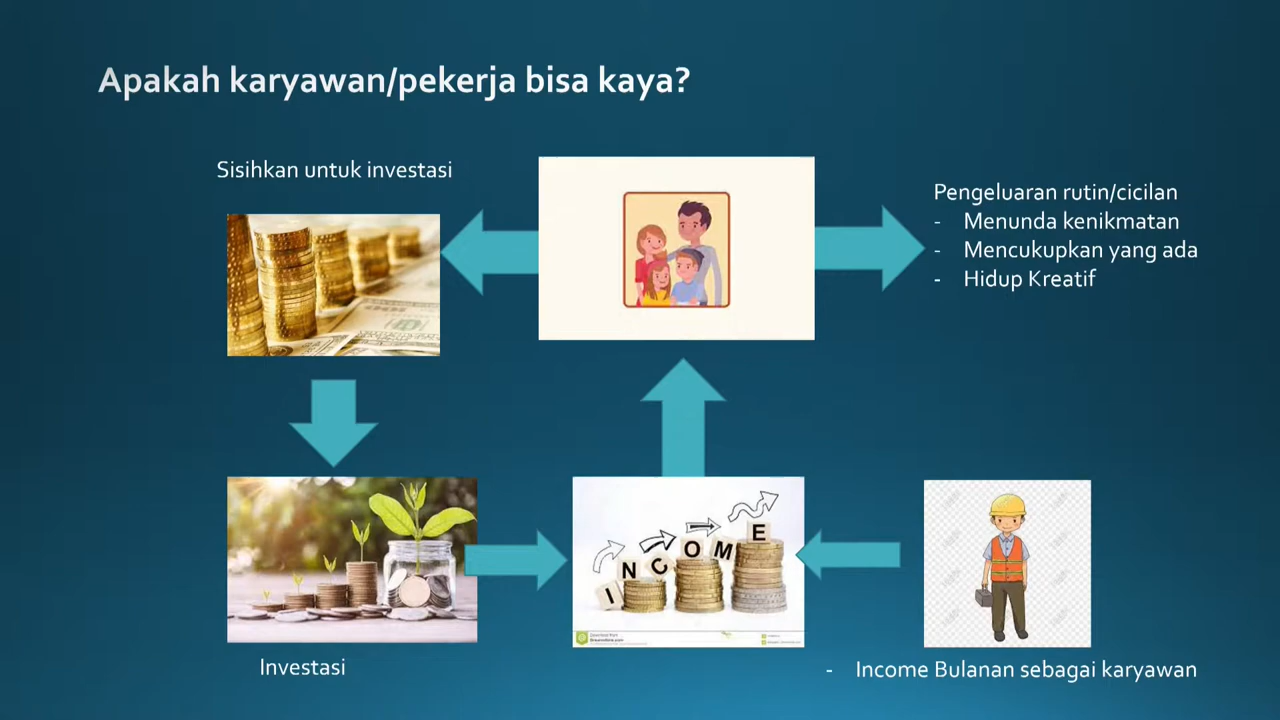 Apakah karyawan/pekerja bisa kaya?
Sisihkan untuk investasi
Pengeluaran rutin/cicilan
- Menunda kenikmatan
- Mencukupkan yang ada
- Hidup Kreatif
INCOME
Investasi
- Income Bulanan sebagai karyawan